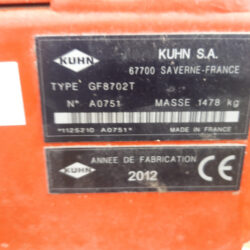 KUHN
KUHN S.A.
67700 SAVERNE-FRANCE
TYPE GF8702T
N° A0751 MASSE 1478 kg
*1125210 A0751*
MADE IN FRANCE
KUHN
ANNEE DE FABRICATION
2012